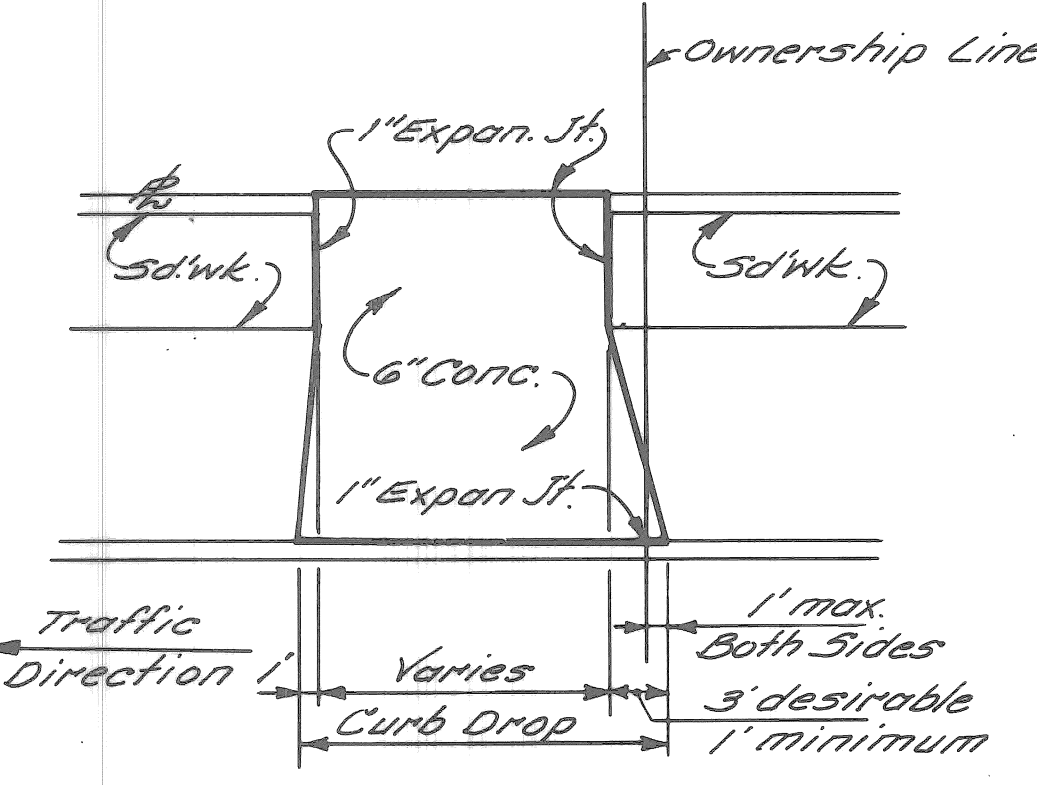 Ownership Line
1" Expan. Jt.
PL
Sd.'wk.
Sd'wk.
6" Conc.
1" Expan Jt.
1' max.
Both Sides
Traffic
Direction
1'
Varies
3' desirable
1' minimum
Curb Drop